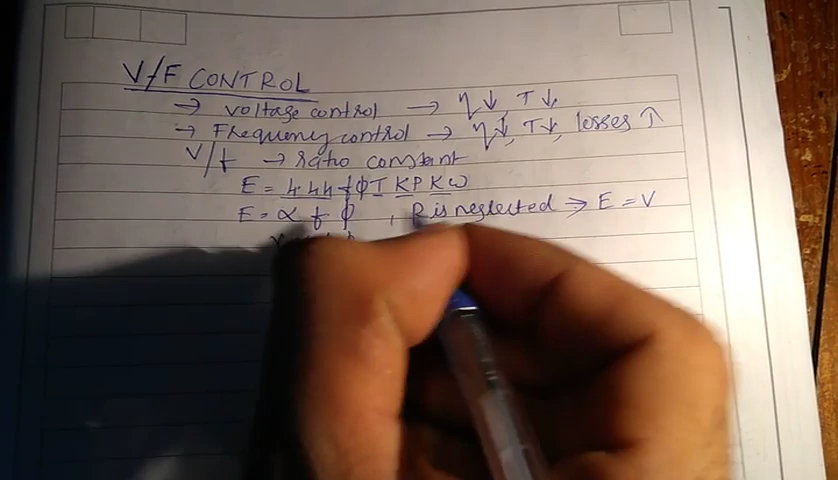 V/F CONTROL
→ voltage control → η↓, T↓,
→ Frequency control → η↓, T↓, losses ↑
V/f → ratio constant
E = 4.44 f ϕ T KP KW
E = α f ϕ , R is neglected ⇒ E = V